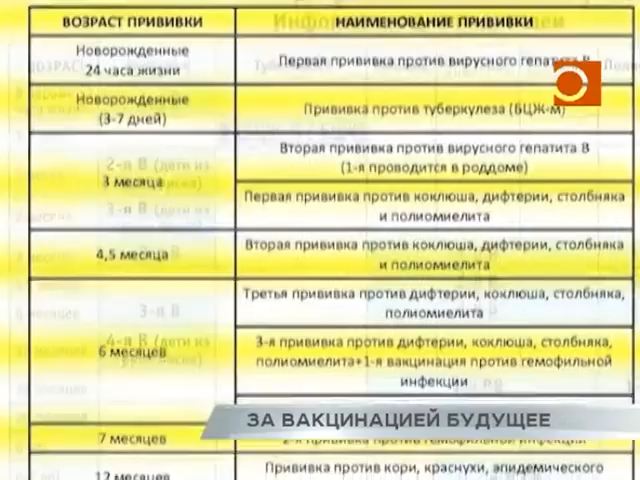 ВОЗРАСТ ПРИВИВКИ
НАИМЕНОВАНИЕ ПРИВИВКИ
Новорожденные
24 часа жизни
Первая прививка против вирусного гепатита В
Новорожденные
(3-7 дней)
Прививка против туберкулеза (БЦЖ-м)
3 месяца
Вторая прививка против вирусного гепатита В
(1-я проводится в роддоме)
Первая прививка против коклюша, дифтерии, столбняка
и полиомиелита
4,5 месяца
Вторая прививка против коклюша, дифтерии, столбняка
и полиомиелита
6 месяцев
Третья прививка против дифтерии, коклюша, столбняка,
полиомиелита
3-я прививка против дифтерии, коклюша, столбняка,
полиомиелита+1-я вакцинация против гемофильной
инфекции
ЗА ВАКЦИНАЦИЕЙ БУДУЩЕЕ
7 месяцев
12 месяцев
Прививка против кори, краснухи, эпидемического